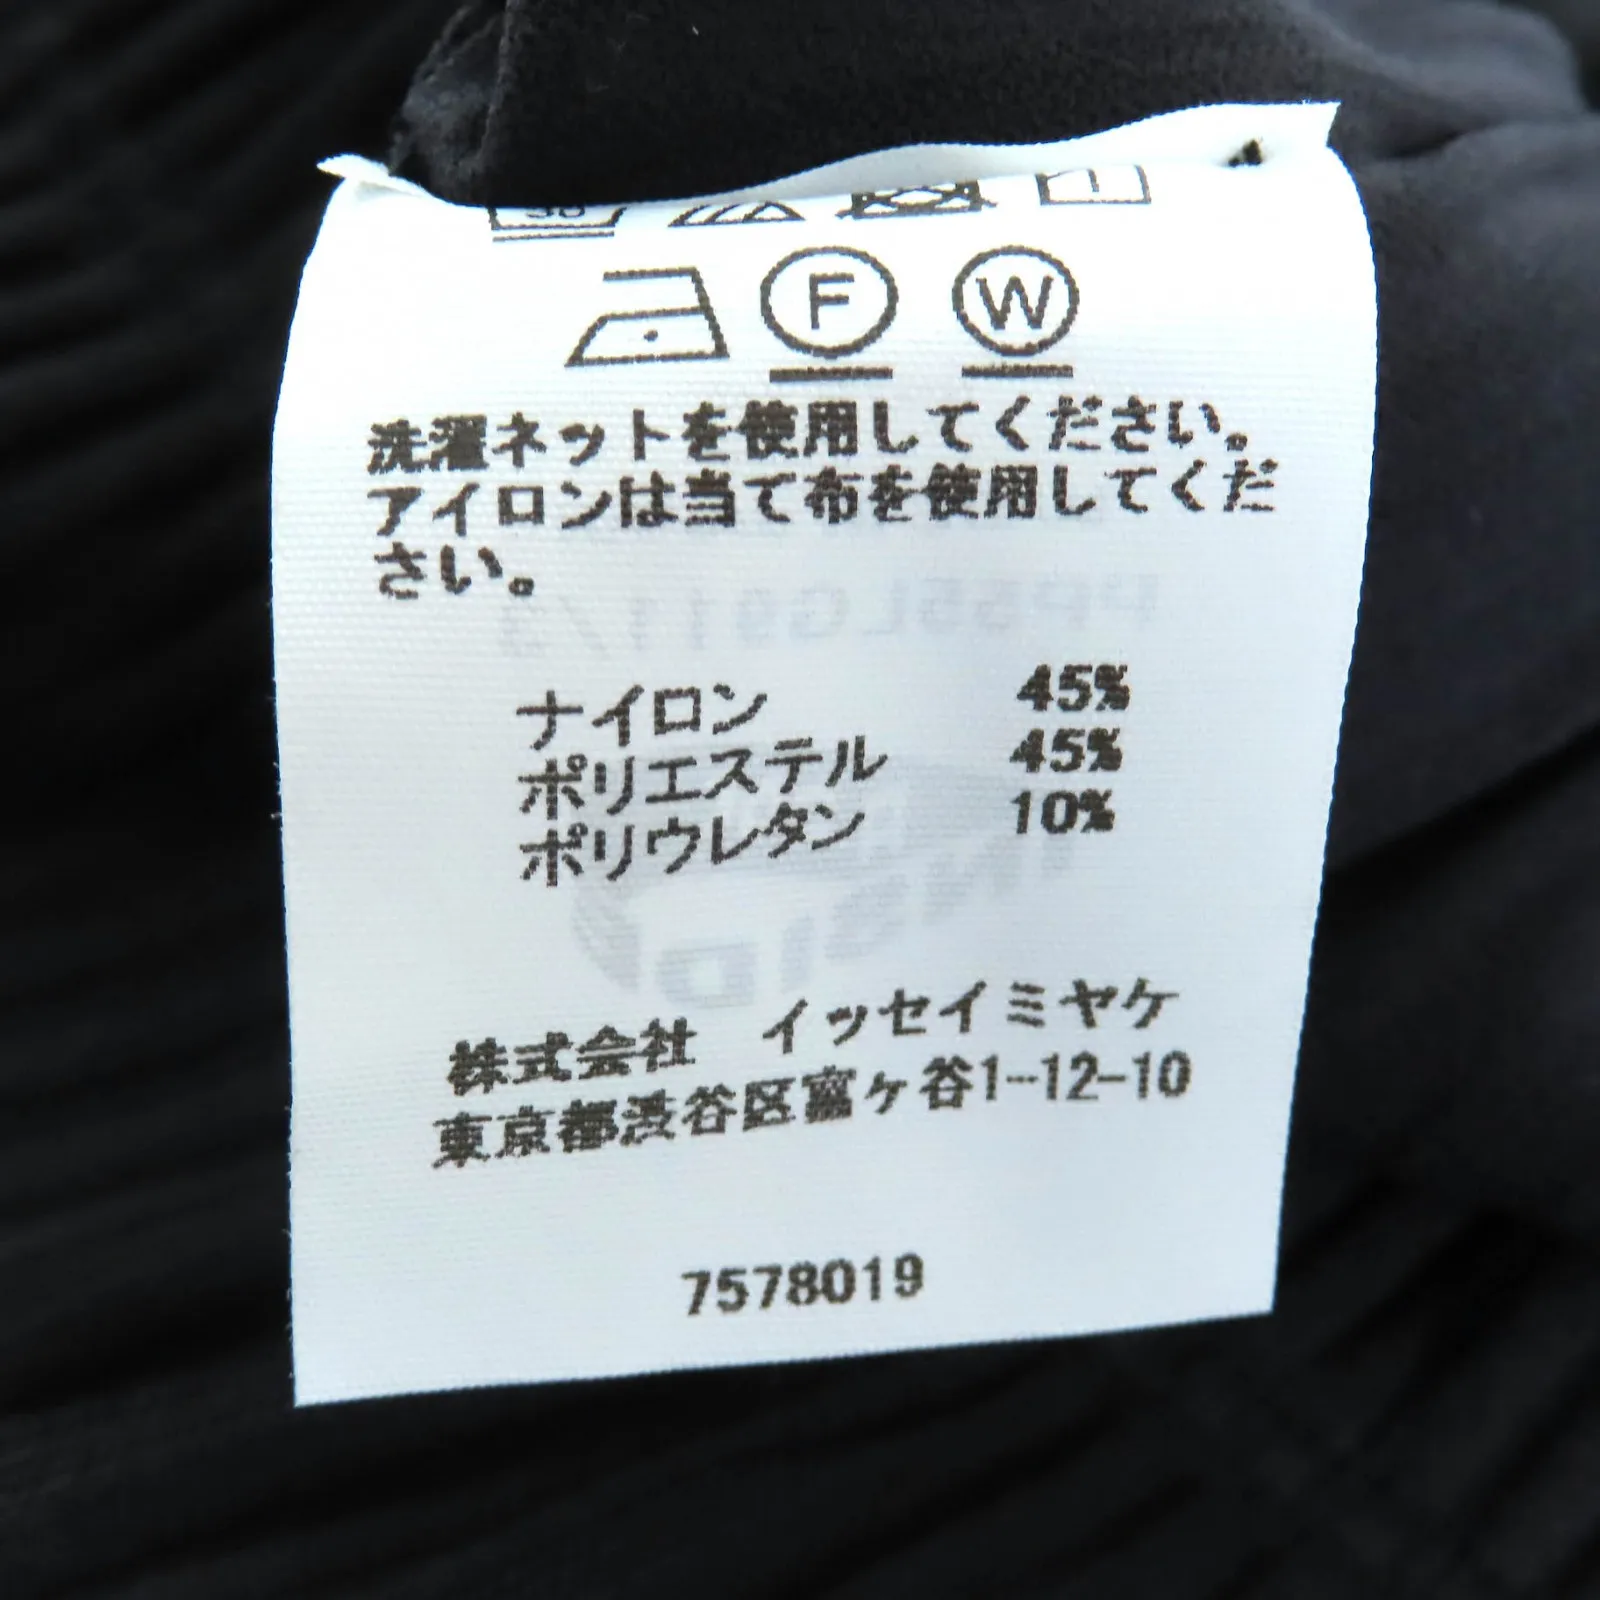 30
F W
洗濯ネットを使用してください。
アイロンは当て布を使用してくだ
さい。
ナイロン 45%
ポリエステル 45%
ポリウレタン 10%
株式会社 イッセイミヤケ
東京都渋谷区富ヶ谷1-12-10
7578019